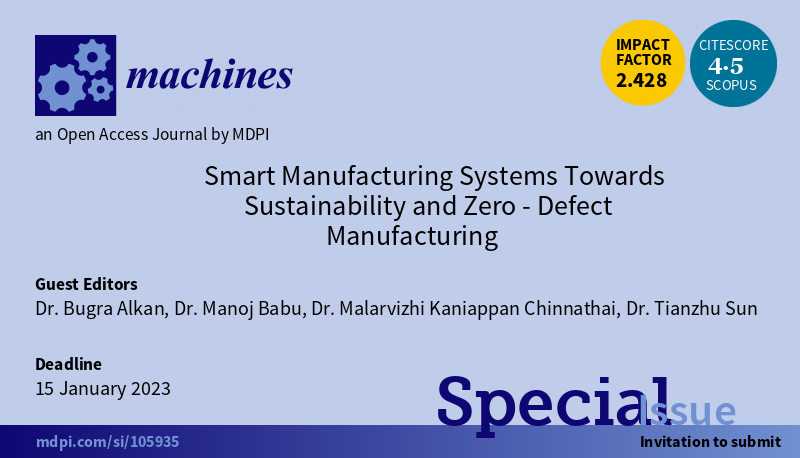 machines
IMPACT
FACTOR
2.428
CITESCORE
4.5
SCOPUS
an Open Access Journal by MDPI
Smart Manufacturing Systems Towards
Sustainability and Zero - Defect
Manufacturing
Guest Editors
Dr. Bugra Alkan, Dr. Manoj Babu, Dr. Malarvizhi Kaniappan Chinnathai, Dr. Tianzhu Sun
Deadline
15 January 2023
Special Issue
mdpi.com/si/105935
Invitation to submit